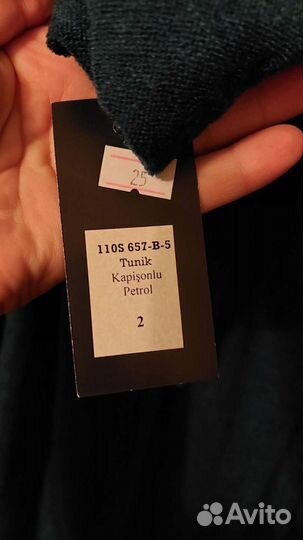 25
110S 657-B-5
Tunik
Kapişonlu
Petrol
2
Avito